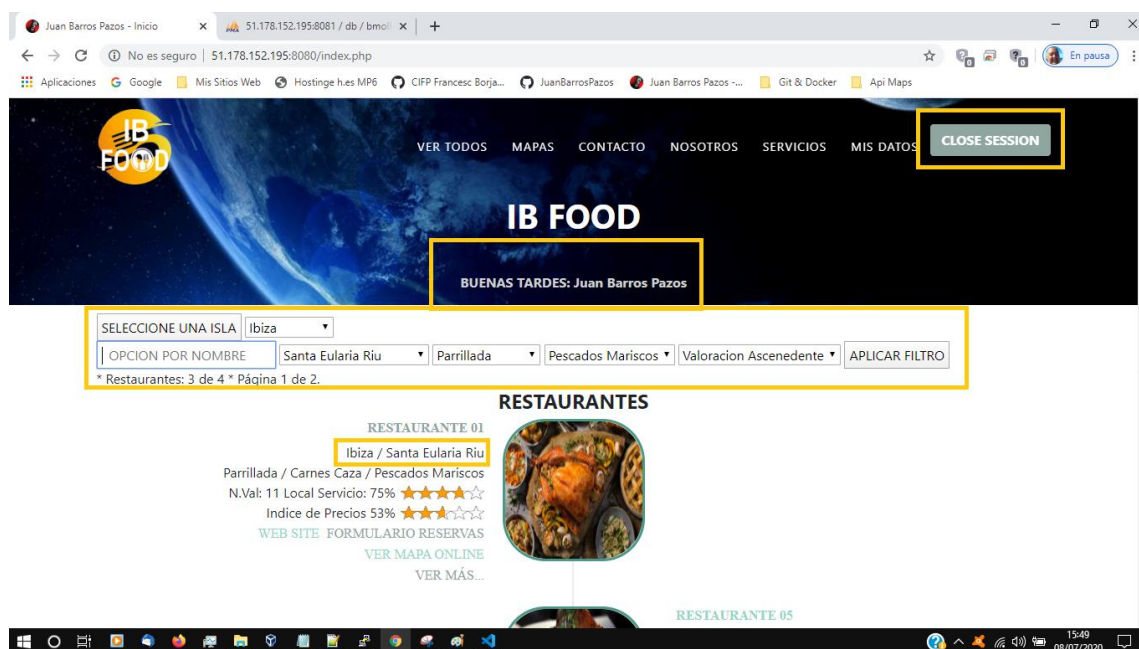 Juan Barros Pazos - Inicio
51.178.152.195:8081 / db / bmol
No es seguro | 51.178.152.195:8080/index.php
En pausa
Aplicaciones Google Mis Sitios Web Hostinge h.es MP6 CIFP Francesc Borja... JuanBarrosPazos Juan Barros Pazos -... Git & Docker Api Maps
IB
FOOD
VER TODOS MAPAS CONTACTO NOSOTROS SERVICIOS MIS DATOS CLOSE SESSION
IB FOOD
BUENAS TARDES: Juan Barros Pazos
SELECCIONE UNA ISLA Ibiza
OPCION POR NOMBRE Santa Eularia Riu Parrillada Pescados Mariscos Valoracion Ascenedente APLICAR FILTRO
* Restaurantes: 3 de 4 * Página 1 de 2.
RESTAURANTES
RESTAURANTE 01
Ibiza / Santa Eularia Riu
Parrillada / Carnes Caza / Pescados Mariscos
N.Val: 11 Local Servicio: 75%
Indice de Precios 53%
WEB SITE FORMULARIO RESERVAS
VER MAPA ONLINE
VER MÁS...
RESTAURANTE 05
15:49
08/07/2020